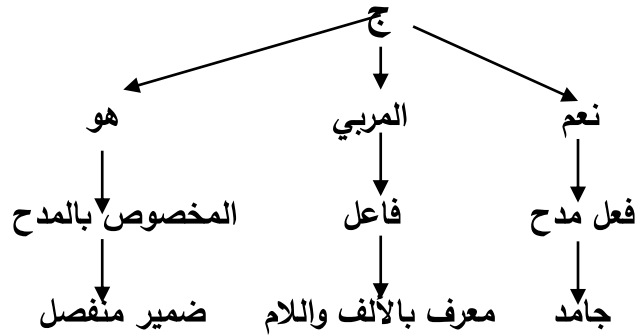 ج
نعم المربي هو
فعل مدح فاعل المخصوص بالمدح
جامد معرف بالألف واللام ضمير منفصل